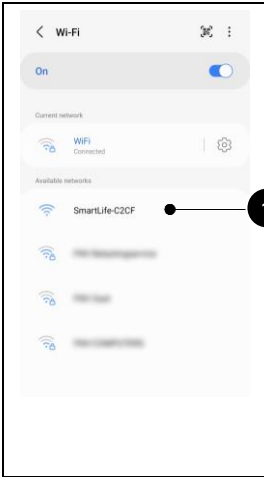 Wi-Fi
On
Current network
WiFi
Connected
Available networks
SmartLife-C2CF